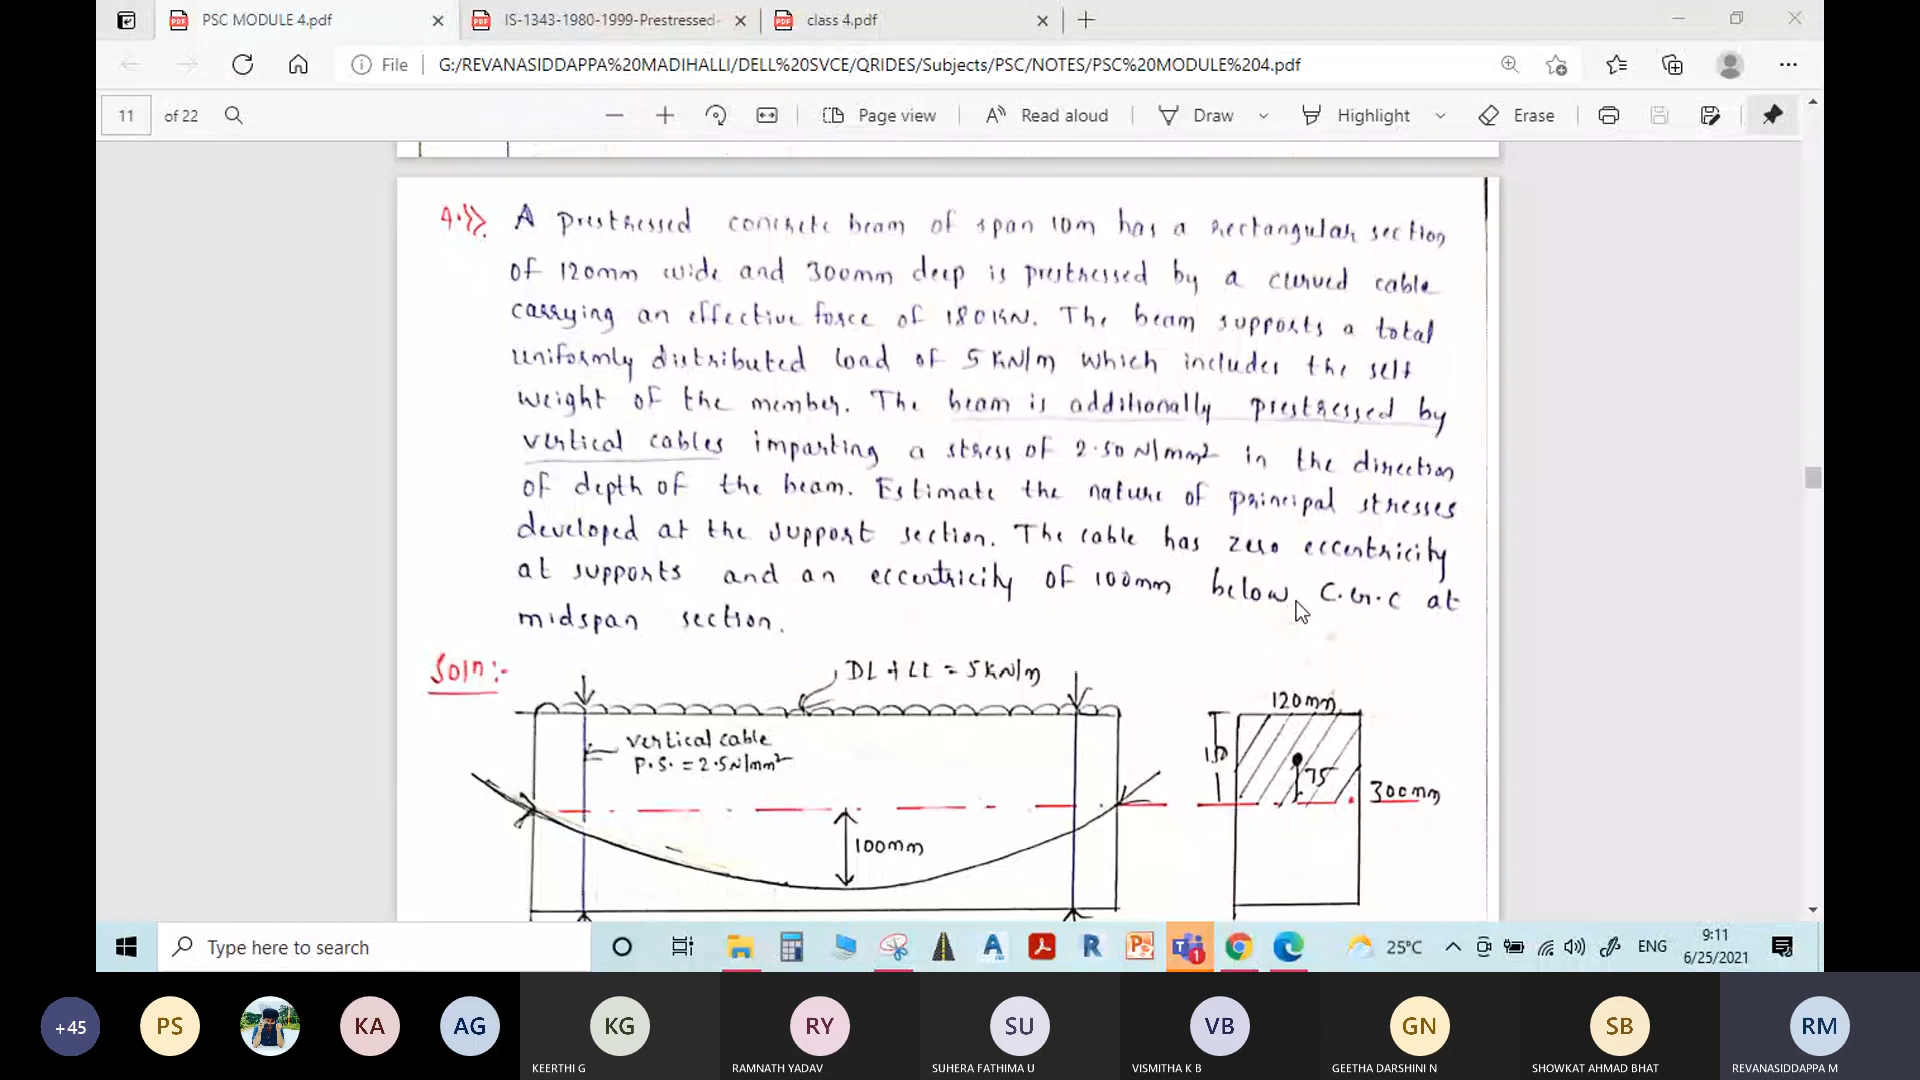 PSC MODULE 4.pdf
IS-1343-1980-1999-Prestressed-
class 4.pdf
File
G:/REVANASIDDAPPA%20MADIHALLI/DELL%20SVCE/QRIDES/Subjects/PSC/NOTES/PSC%20MODULE%204.pdf
11 of 22
Page view
Read aloud
Draw
Highlight
Erase
4.>> A prestressed concrete beam of span 10m has a rectangular section
of 120mm wide and 300mm deep is prestressed by a curved cable
carrying an effective force of 180KN. The beam supports a total
uniformly distributed load of 5KN/m which includes the self
weight of the member. The beam is additionally prestressed by
vertical cables imparting a stress of 2.50 N/mm² in the direction
of depth of the beam. Estimate the nature of principal stresses
developed at the support section. The cable has zero eccentricity
at supports and an eccentricity of 100mm below C.G.C at
midspan section.
Soln:-
DL + LL = 5KN/m
vertical cable
P.S. = 2.5N/mm²
100mm
120mm
150
75
300mm
Type here to search
25°C
ENG
9:11
6/25/2021
+45
PS
KA
AG
KG
RY
SU
VB
GN
SB
RM
KEERTHI G
RAMNATH YADAV
SUHERA FATHIMA U
VISMITHA K B
GEETHA DARSHINI N
SHOWKAT AHMAD BHAT
REVANASIDDAPPA M